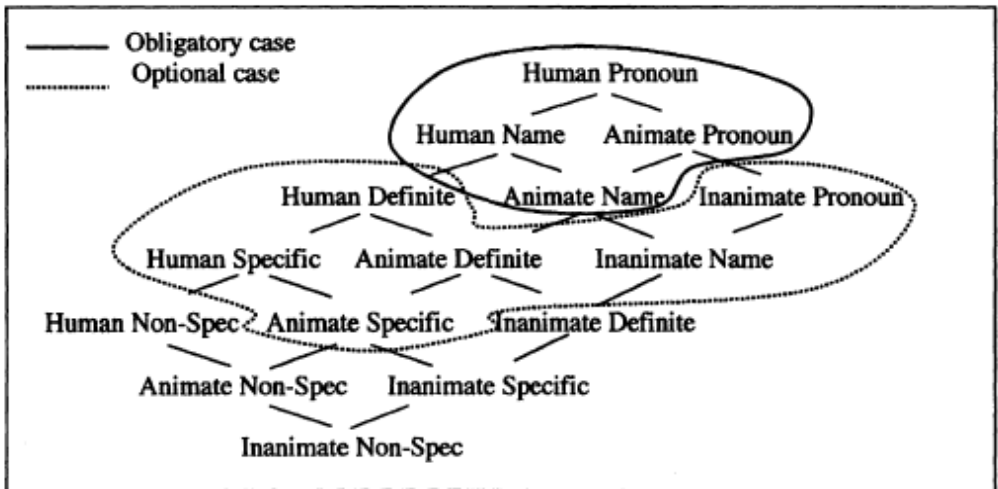 Obligatory case
Optional case
Human Pronoun
Human Name Animate Pronoun
Human Definite Animate Name Inanimate Pronoun
Human Specific Animate Definite Inanimate Name
Human Non-Spec Animate Specific Inanimate Definite
Animate Non-Spec Inanimate Specific
Inanimate Non-Spec